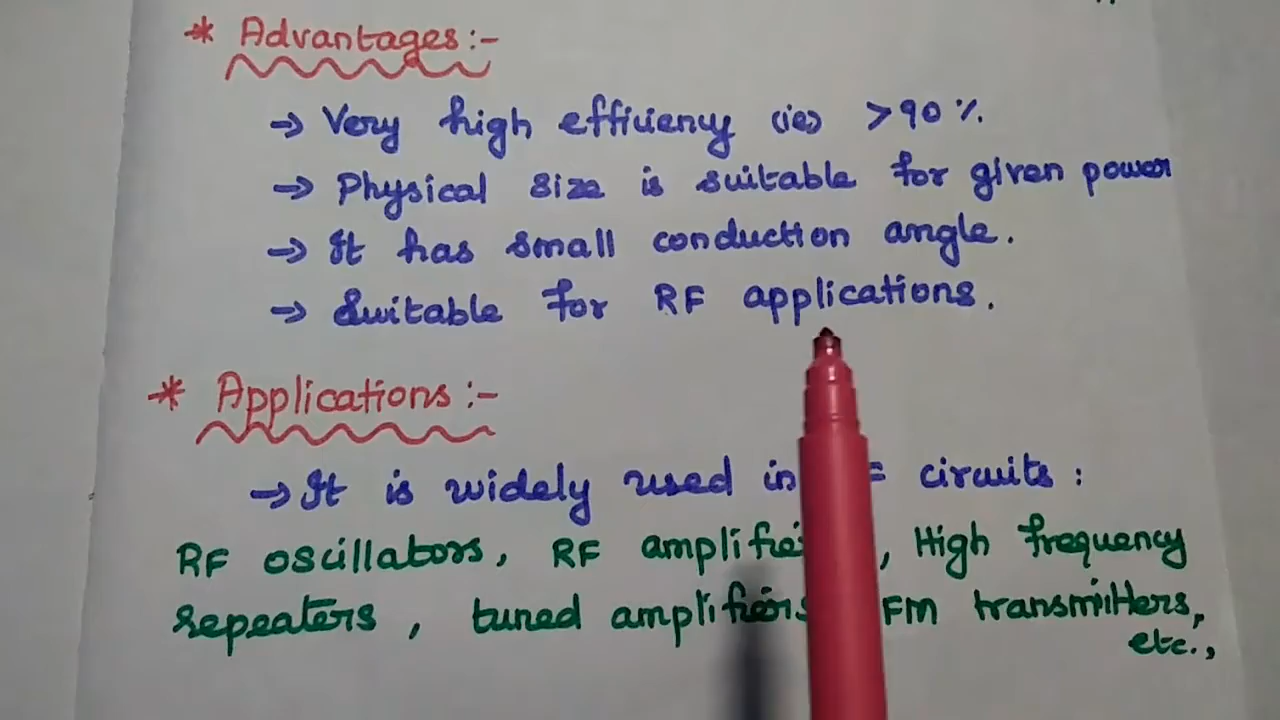 * Advantages :-
→ Very high efficiency (ie) >90%.
→ Physical size is suitable for given power
→ It has small conduction angle.
→ Suitable for RF applications.
* Applications :-
→ It is widely used in circuits :
RF oscillators, RF amplifie , High frequency
repeaters, tuned amplifiers FM transmitters,
etc.,